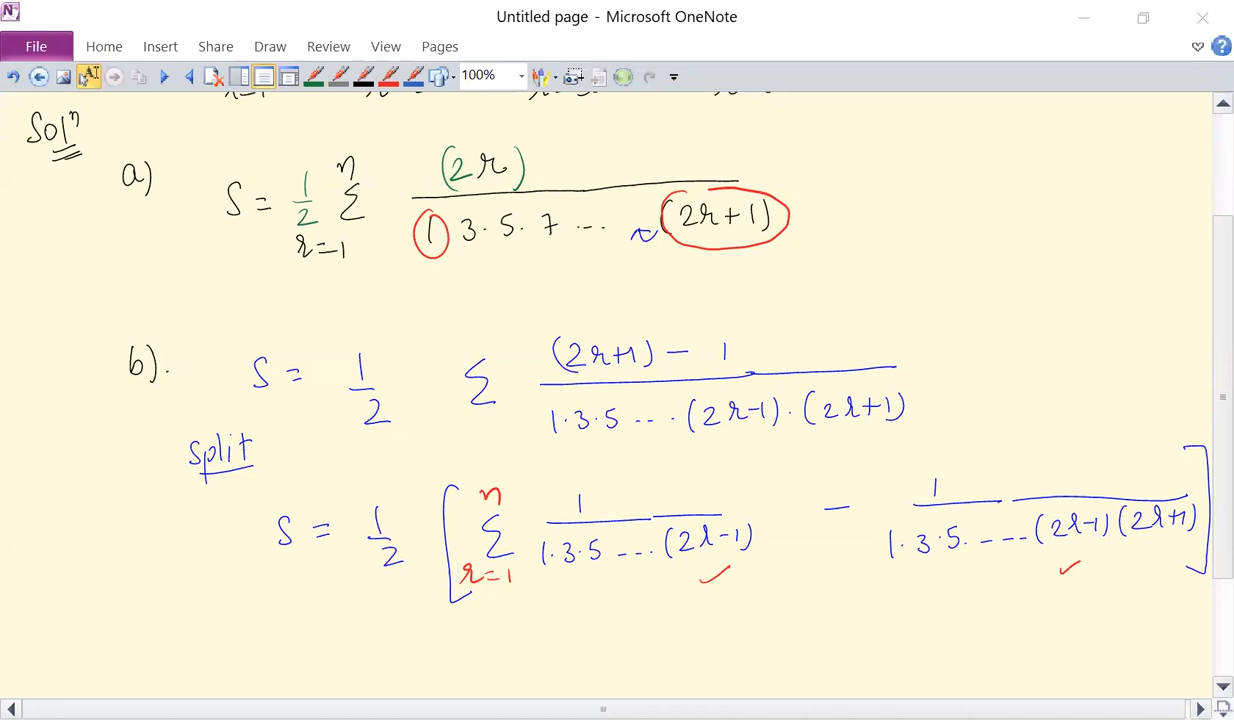 Untitled page - Microsoft OneNote
File Home Insert Share Draw Review View Pages
100%
Solⁿ
a) S = 1/2 Σ_{r=1}^{n} (2r) / (1 3·5·7 ... (2r+1))
b). S = 1/2 Σ ((2r+1) - 1) / (1·3·5 ... (2r-1)·(2r+1))
Split
S = 1/2 [ Σ_{r=1}^{n} 1 / (1·3·5 ... (2r-1)) - 1 / (1·3·5. ... (2r-1)(2r+1)) ]